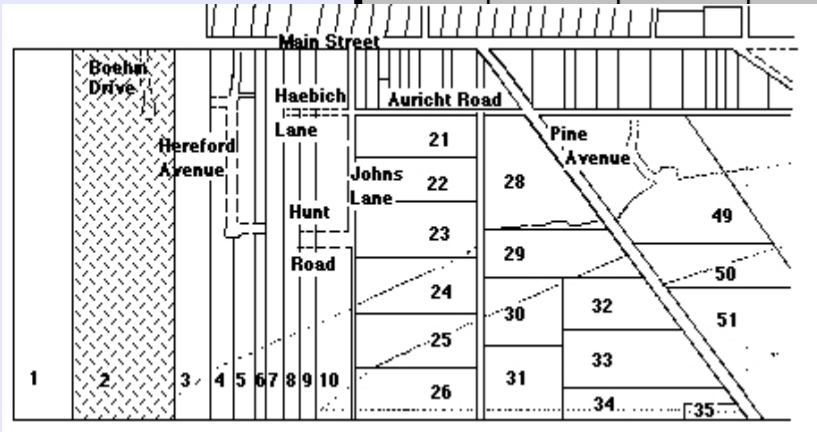 Main Street
Boehm
Drive
Haebich
Lane
Auricht Road
Hereford
Avenue
Pine
Avenue
Johns
Lane
Hunt
Road
21
22
23
24
25
26
28
29
30
31
32
33
34
35
49
50
51
1
2
3
4
5
6
7
8
9
10